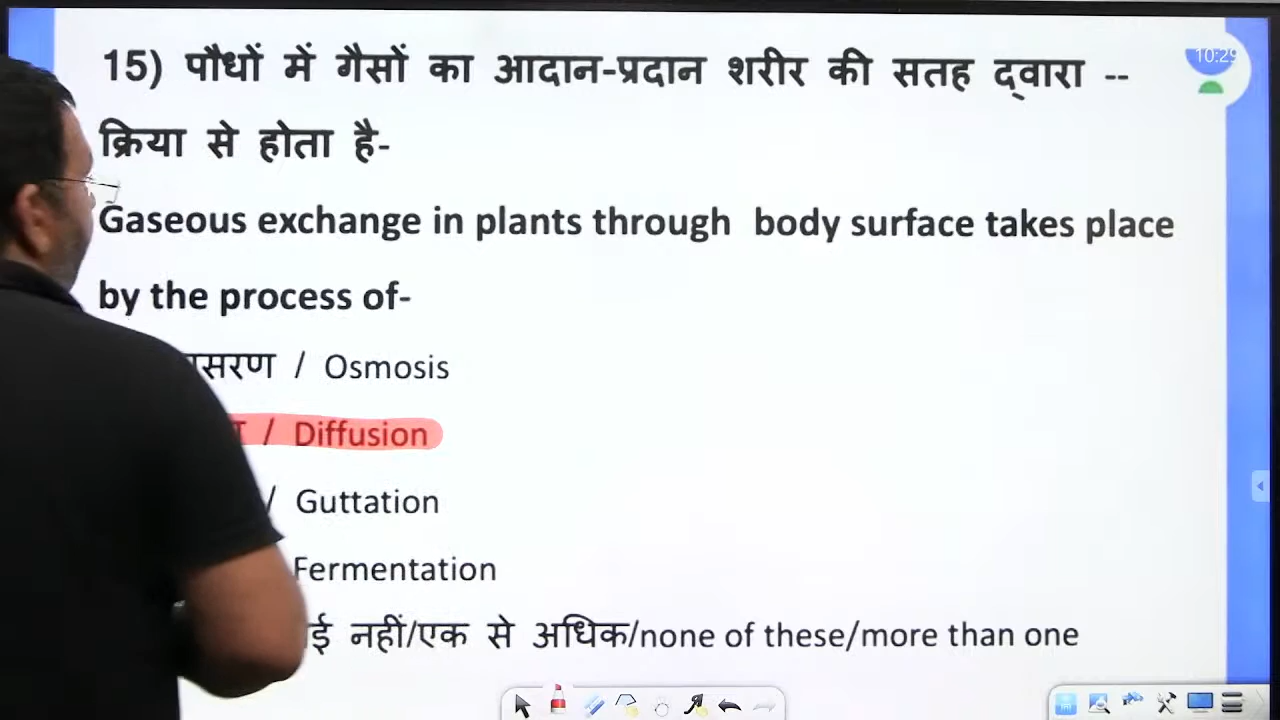 15) पौधों में गैसों का आदान-प्रदान शरीर की सतह द्वारा --
क्रिया से होता है-
Gaseous exchange in plants through body surface takes place
by the process of-
/ Osmosis
/ Diffusion
/ Guttation
Fermentation
नहीं/एक से अधिक/none of these/more than one
10:29